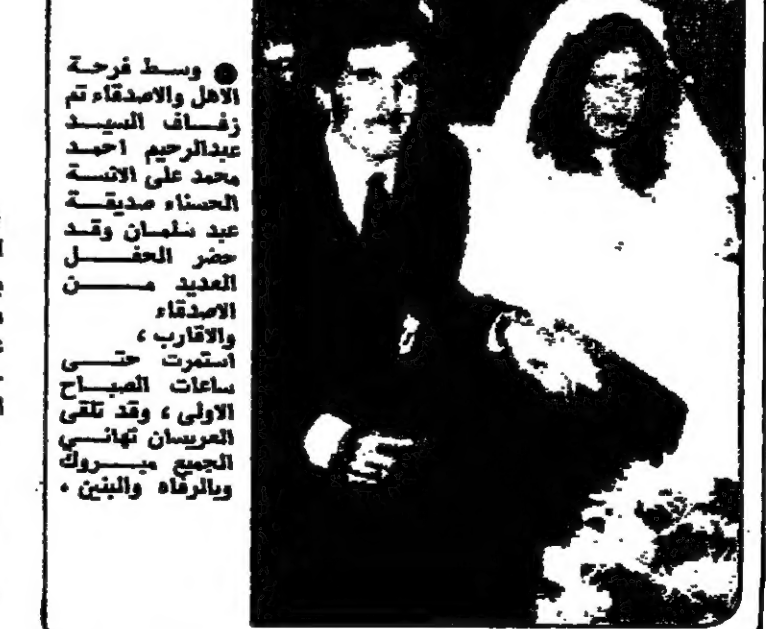 ● وسط فرحة
الاهل والاصدقاء تم
زفاف السيد
عبدالرحيم احمد
محمد على الانسة
الحسناء صديقة
عبد سلمان وقد
حضر الحفل
العديد من
الاصدقاء
والاقارب ،
استمرت حتى
ساعات الصباح
الاولى ، وقد تلقى
العريسان تهاني
الجميع مبروك
وبالرفاه والبنين ،